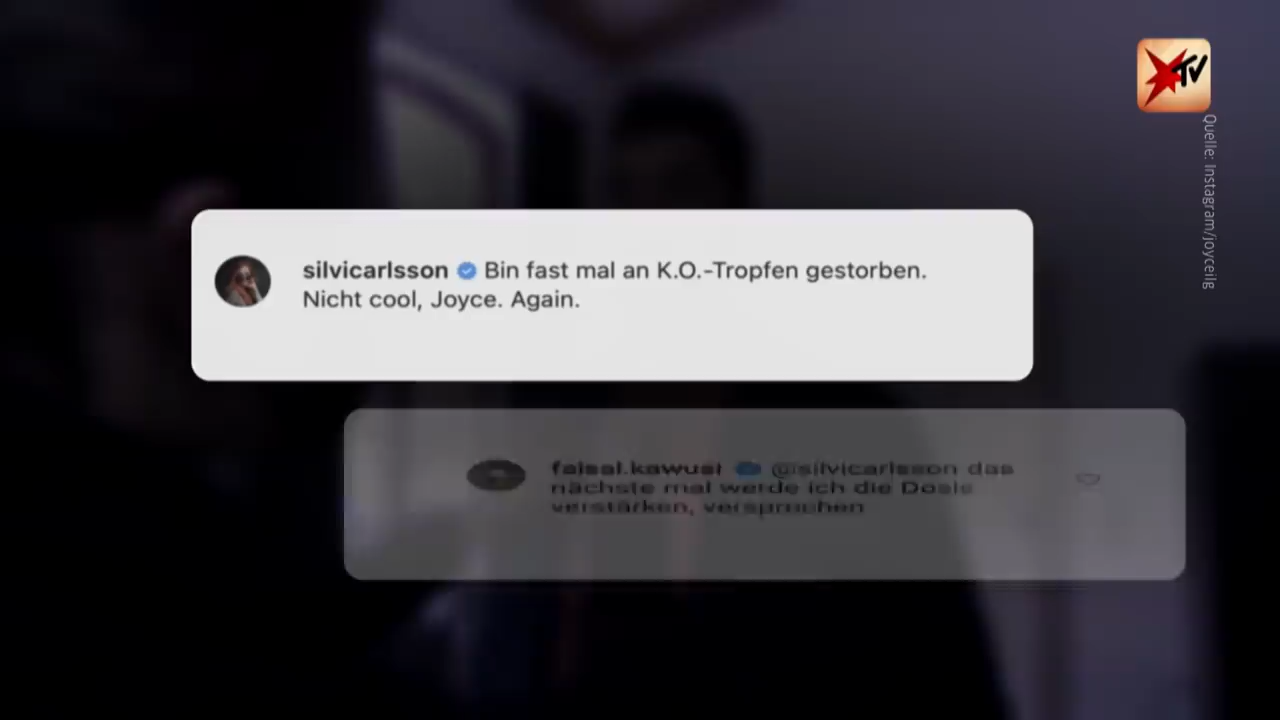 TV
Quelle: Instagram/joyceilg
silvicarlsson Bin fast mal an K.O.-Tropfen gestorben.
Nicht cool, Joyce. Again.
faisal.kawusi @silvicarlsson das
nächste mal werde ich die Dosis
verstärken, versprochen